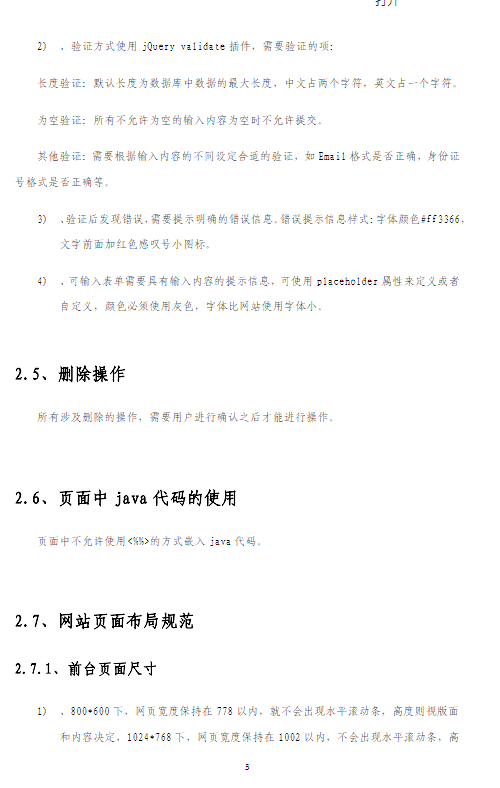 打开
2) 、验证方式使用 jQuery validate 插件，需要验证的项:
长度验证：默认长度为数据库中数据的最大长度，中文占两个字符，英文占一个字符。
为空验证：所有不允许为空的输入内容为空时不允许提交。
其他验证：需要根据输入内容的不同设定合适的验证，如 Email 格式是否正确，身份证
号格式是否正确等。
3) 、验证后发现错误，需要提示明确的错误信息。错误提示信息样式：字体颜色#ff3366，
文字前面加红色感叹号小图标。
4) 、可输入表单需要具有输入内容的提示信息，可使用 placeholder 属性来定义或者
自定义，颜色必须使用灰色，字体比网站使用字体小。
2.5、删除操作
所有涉及删除的操作，需要用户进行确认之后才能进行操作。
2.6、页面中 java 代码的使用
页面中不允许使用<%%>的方式嵌入 java 代码。
2.7、网站页面布局规范
2.7.1、前台页面尺寸
1) 、800*600 下，网页宽度保持在 778 以内，就不会出现水平滚动条，高度则视版面
和内容决定，1024*768 下，网页宽度保持在 1002 以内，不会出现水平滚动条，高
5